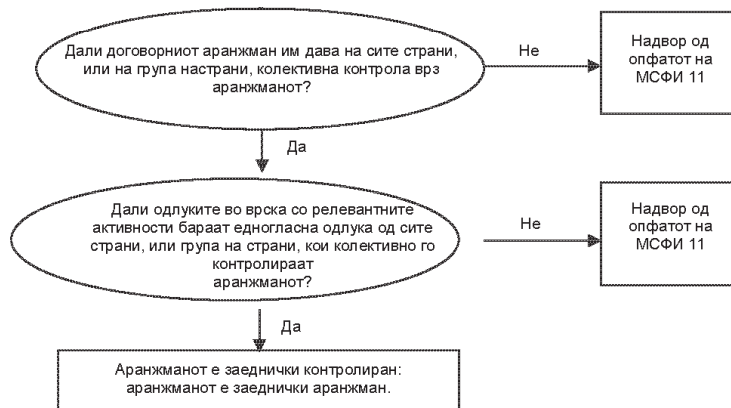 Дали договорниот аранжман им дава на сите страни,
или на група настрани, колективна контрола врз
аранжманот?
Не
Надвор од
опфатот на
МСФИ 11
Да
Дали одлуките во врска со релевантните
активности бараат едногласна одлука од сите
страни, или група на страни, кои колективно го
контролираат
аранжманот?
Не
Надвор од
опфатот на
МСФИ 11
Да
Аранжманот е заеднички контролиран:
аранжманот е заеднички аранжман.